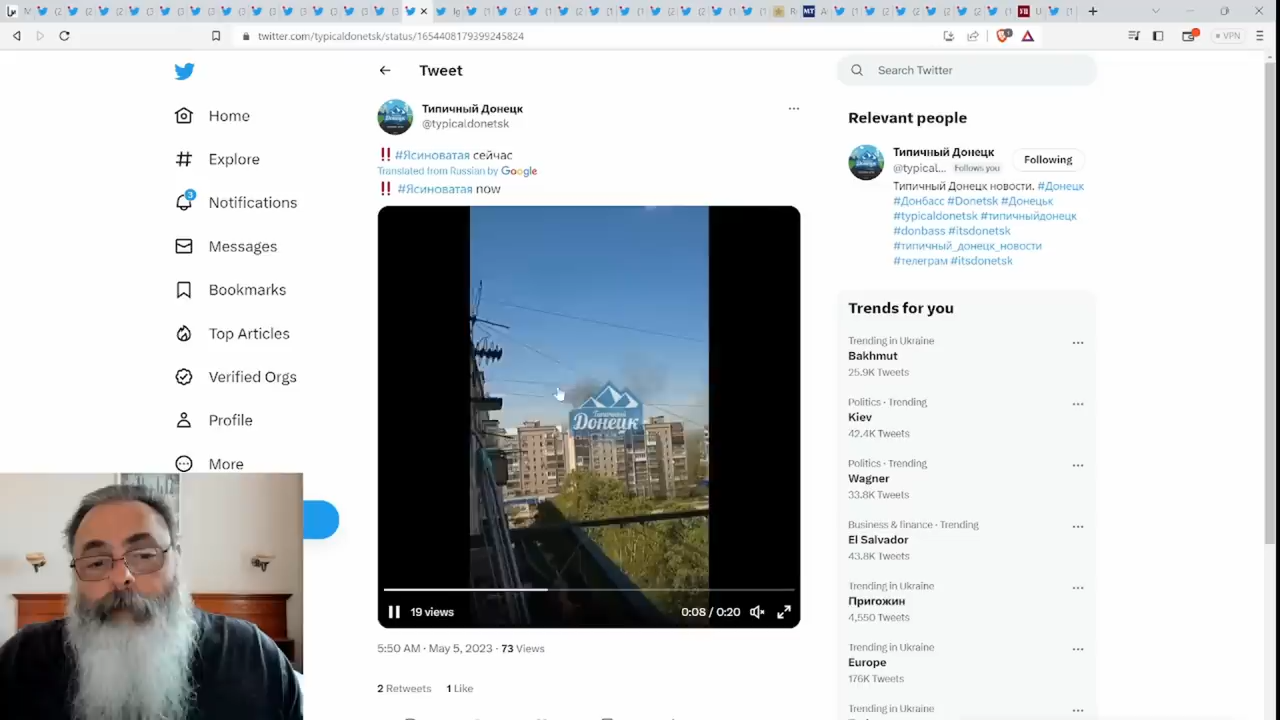 twitter.com/typicaldonetsk/status/1654408179399245824
VPN
Home
Explore
3
Notifications
Messages
Bookmarks
Top Articles
Verified Orgs
Profile
More
Tweet
Типичный Донецк
@typicaldonetsk
‼ #Ясиноватая сейчас
Translated from Russian by Google
‼ #Ясиноватая now
Типичный
Донецк
19 views
0:08 / 0:20
5:50 AM · May 5, 2023 · 73 Views
2 Retweets 1 Like
Search Twitter
Relevant people
Типичный Донецк
@typical... Follows you
Following
Типичный Донецк новости. #Донецк
#Донбасс #Donetsk #Донецьк
#typicaldonetsk #типичныйдонецк
#donbass #itsdonetsk
#типичный_донецк_новости
#телеграм #itsdonetsk
Trends for you
Trending in Ukraine
Bakhmut
25.9K Tweets
Politics · Trending
Kiev
42.4K Tweets
Politics · Trending
Wagner
33.8K Tweets
Business & finance · Trending
El Salvador
43.8K Tweets
Trending in Ukraine
Пригожин
4,550 Tweets
Trending in Ukraine
Europe
176K Tweets
Trending in Ukraine